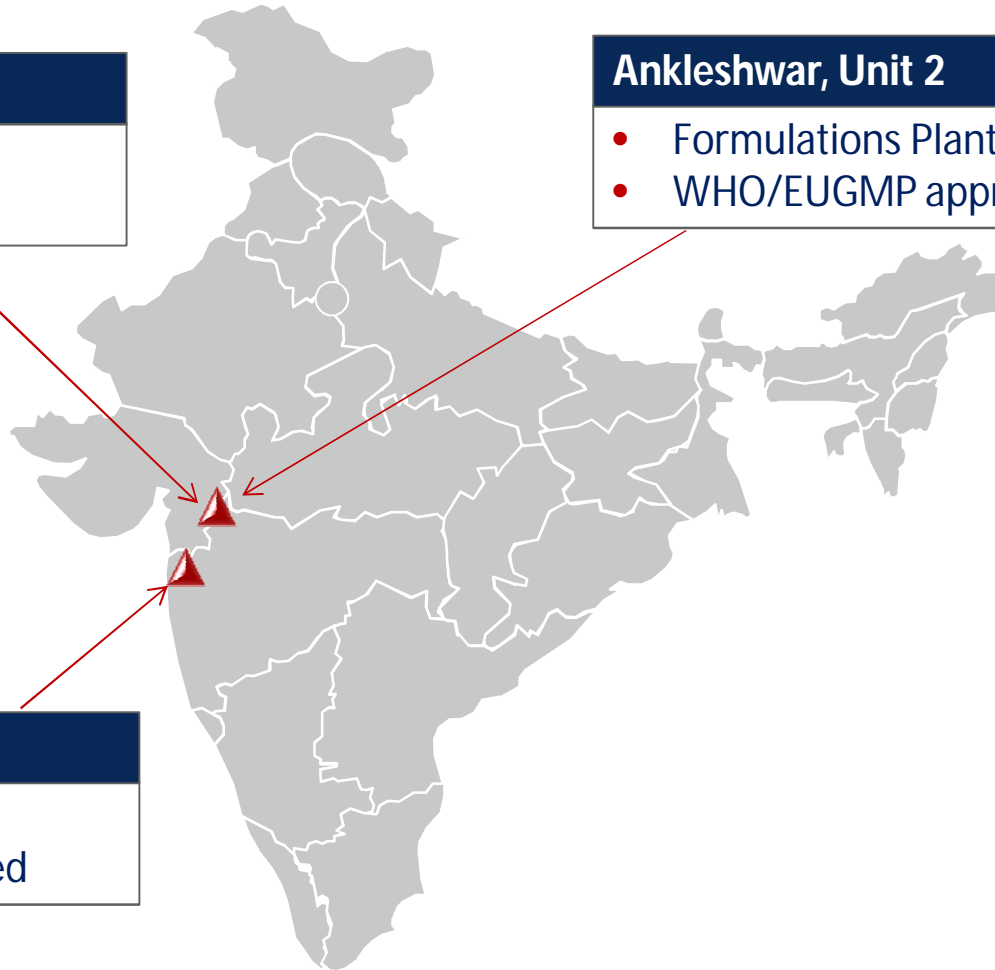 Ankleshwar, Unit 2
• Formulations Plant
• WHO/EUGMP appr
ed